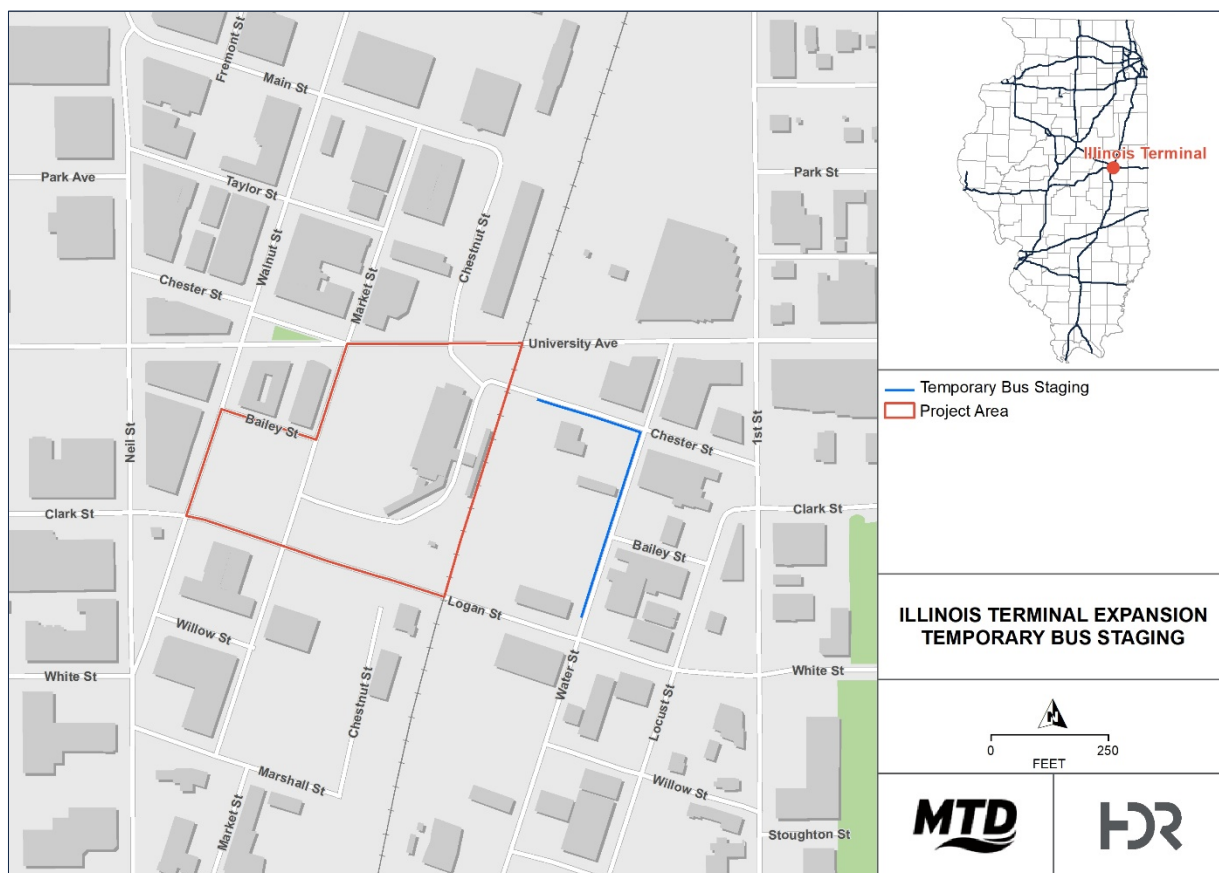 Fremont St
Main St
Park Ave
Taylor St
Walnut St
Market St
Chestnut St
Park St
Chester St
University Ave
Neil St
Bailey St
Chester St
1st St
Clark St
Clark St
Bailey St
Logan St
Willow St
White St
Chestnut St
Water St
Locust St
White St
Marshall St
Market St
Willow St
Stoughton St
Illinois Terminal
Temporary Bus Staging
Project Area
ILLINOIS TERMINAL EXPANSION
TEMPORARY BUS STAGING
N
0 250
FEET
MTD
HDR